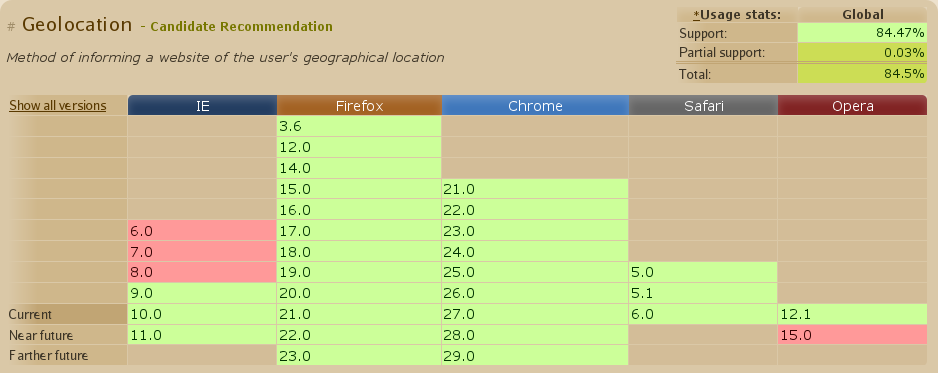 # Geolocation - Candidate Recommendation
*Usage stats: Global
Support: 84.47%
Partial support: 0.03%
Total: 84.5%
Method of informing a website of the user's geographical location
Show all versions IE Firefox Chrome Safari Opera
3.6
12.0
14.0
15.0 21.0
16.0 22.0
6.0 17.0 23.0
7.0 18.0 24.0
8.0 19.0 25.0 5.0
9.0 20.0 26.0 5.1
Current 10.0 21.0 27.0 6.0 12.1
Near future 11.0 22.0 28.0 15.0
Farther future 23.0 29.0